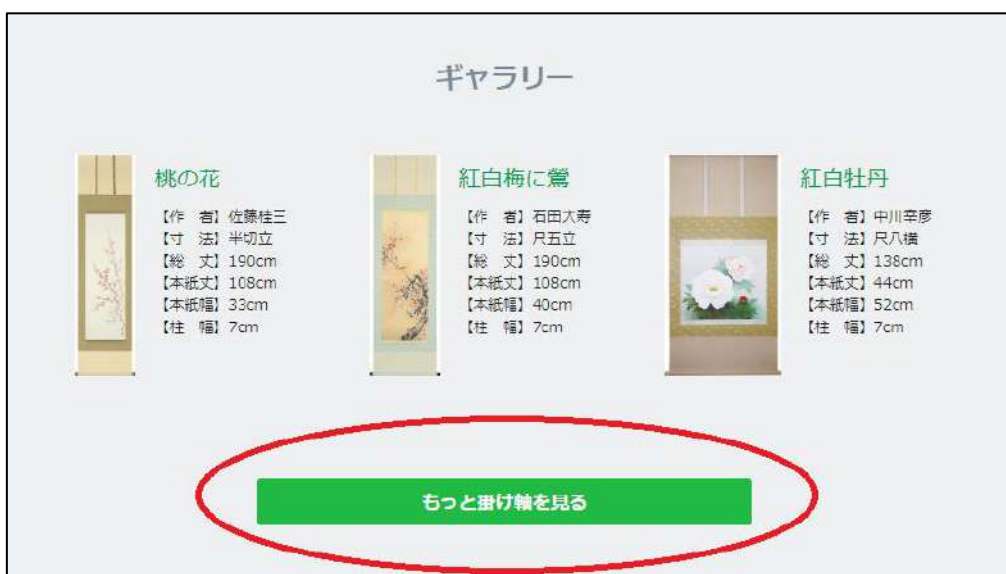 ギャラリー
桃の花
【作　者】佐藤桂三
【寸　法】半切立
【総　丈】190cm
【本紙丈】108cm
【本紙幅】33cm
【柱　幅】7cm
紅白梅に鶯
【作　者】石田大寿
【寸　法】尺五立
【総　丈】190cm
【本紙丈】108cm
【本紙幅】40cm
【柱　幅】7cm
紅白牡丹
【作　者】中川幸彦
【寸　法】尺八横
【総　丈】138cm
【本紙丈】44cm
【本紙幅】52cm
【柱　幅】7cm
もっと掛け軸を見る